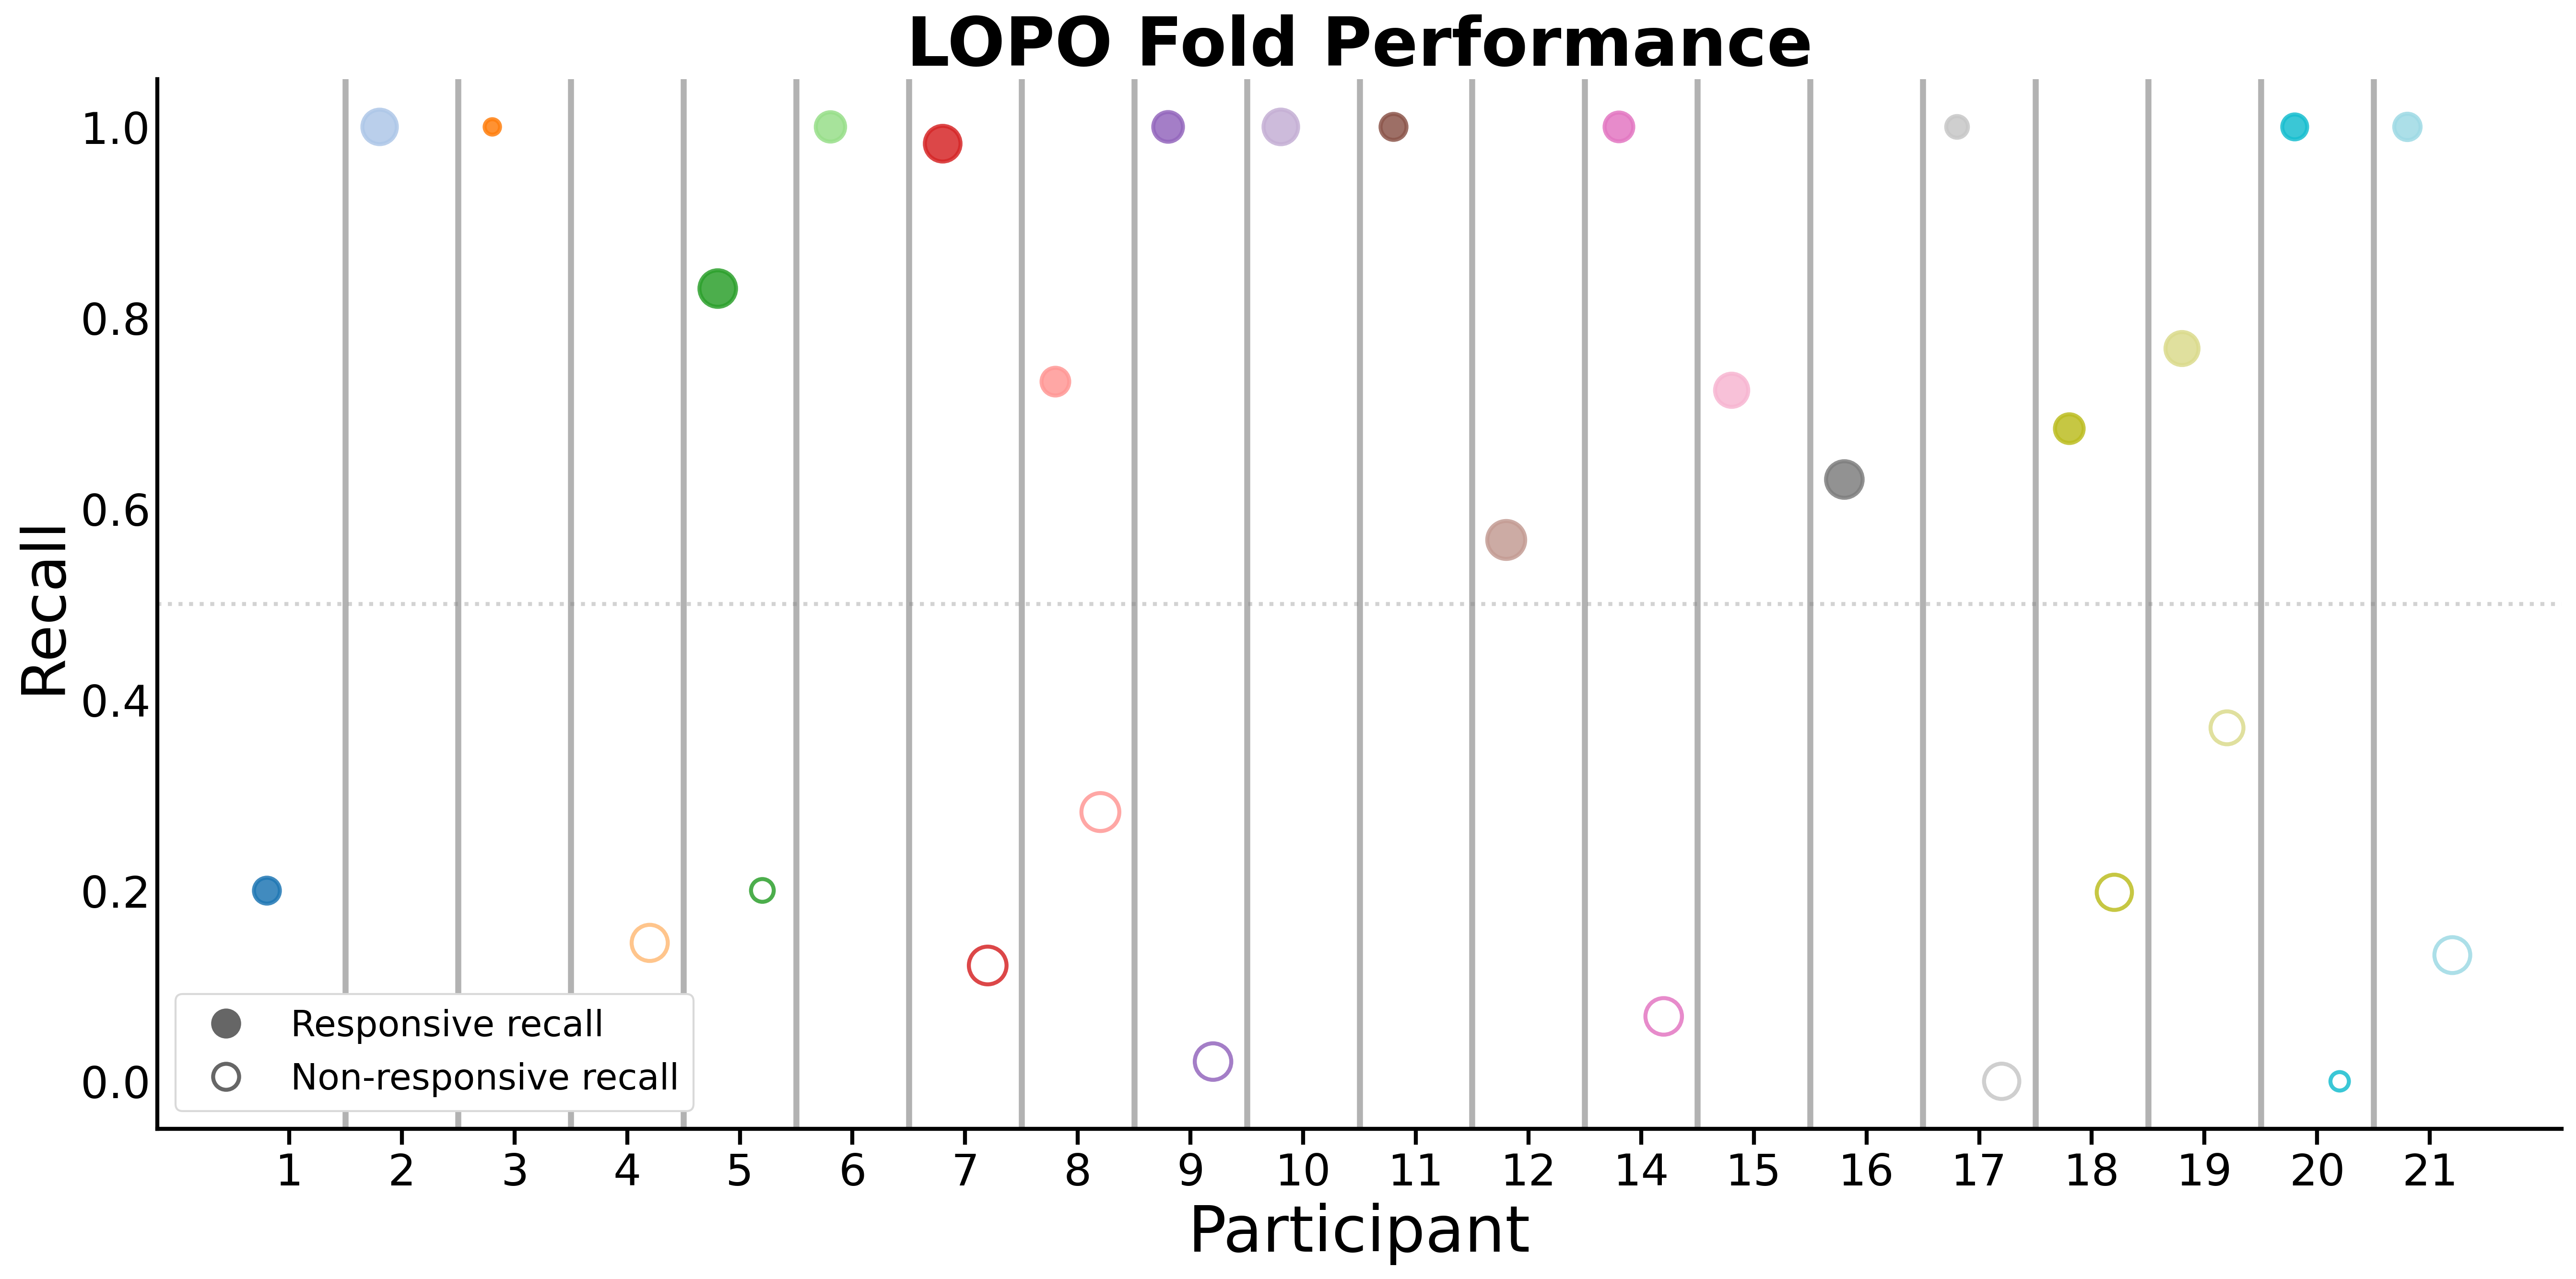 LOPO Fold Performance
1.0
0.8
0.6
0.4
0.2
0.0
Recall
Responsive recall
Non-responsive recall
1 2 3 4 5 6 7 8 9 10 11 12 14 15 16 17 18 19 20 21
Participant